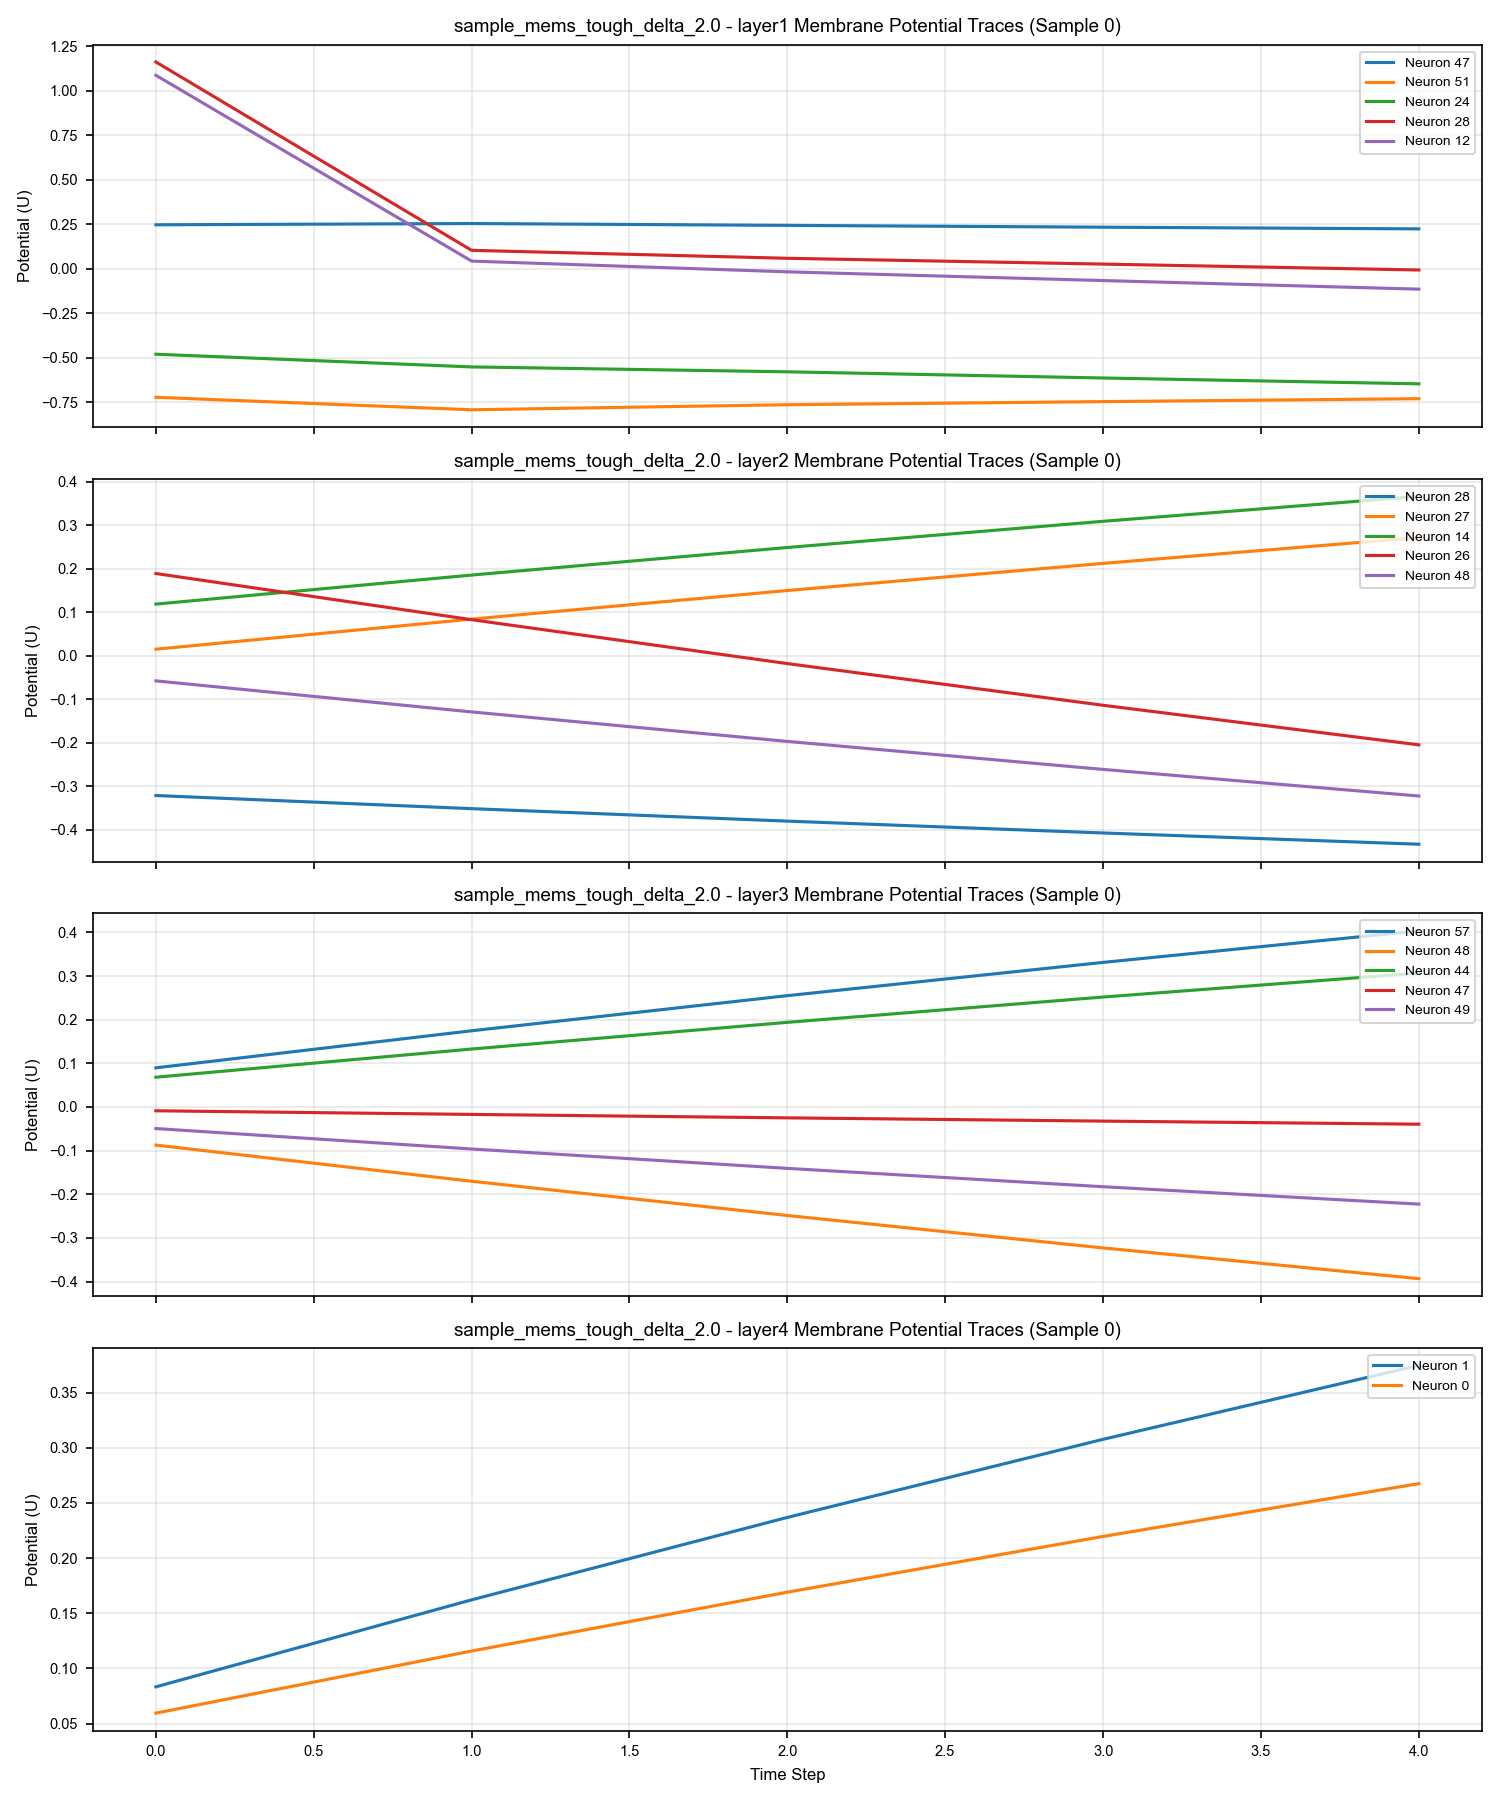 sample_mems_tough_delta_2.0 - layer1 Membrane Potential Traces (Sample 0)
1.25
1.00
0.75
0.50
0.25
0.00
−0.25
−0.50
−0.75
Potential (U)
Neuron 47
Neuron 51
Neuron 24
Neuron 28
Neuron 12
sample_mems_tough_delta_2.0 - layer2 Membrane Potential Traces (Sample 0)
0.4
0.3
0.2
0.1
0.0
−0.1
−0.2
−0.3
−0.4
Potential (U)
Neuron 28
Neuron 27
Neuron 14
Neuron 26
Neuron 48
sample_mems_tough_delta_2.0 - layer3 Membrane Potential Traces (Sample 0)
0.4
0.3
0.2
0.1
0.0
−0.1
−0.2
−0.3
−0.4
Potential (U)
Neuron 57
Neuron 48
Neuron 44
Neuron 47
Neuron 49
sample_mems_tough_delta_2.0 - layer4 Membrane Potential Traces (Sample 0)
0.35
0.30
0.25
0.20
0.15
0.10
0.05
Potential (U)
Neuron 1
Neuron 0
0.0 0.5 1.0 1.5 2.0 2.5 3.0 3.5 4.0
Time Step